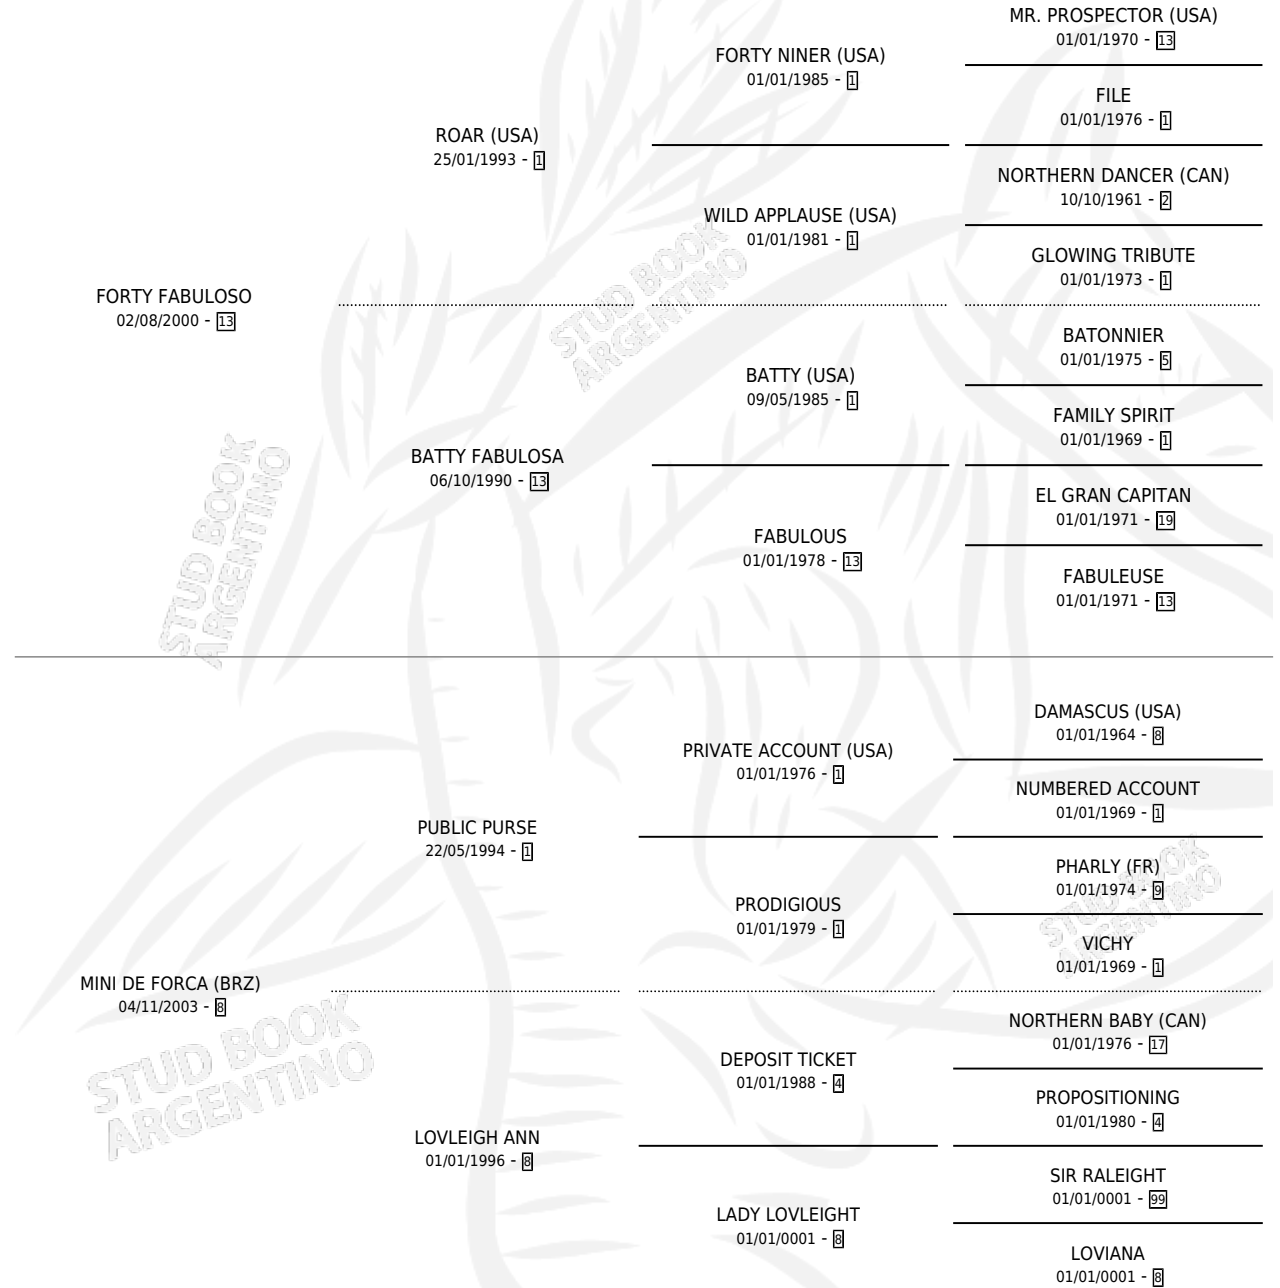 MR. PROSPECTOR (USA)
01/01/1970 - 13
FORTY NINER (USA)
01/01/1985 - 1
FILE
01/01/1976 - 1
ROAR (USA)
25/01/1993 - 1
NORTHERN DANCER (CAN)
10/10/1961 - 2
WILD APPLAUSE (USA)
01/01/1981 - 1
GLOWING TRIBUTE
01/01/1973 - 1
FORTY FABULOSO
02/08/2000 - 13
BATONNIER
01/01/1975 - 5
BATTY (USA)
09/05/1985 - 1
FAMILY SPIRIT
01/01/1969 - 1
BATTY FABULOSA
06/10/1990 - 13
EL GRAN CAPITAN
01/01/1971 - 19
FABULOUS
01/01/1978 - 13
FABULEUSE
01/01/1971 - 13
DAMASCUS (USA)
01/01/1964 - 8
PRIVATE ACCOUNT (USA)
01/01/1976 - 1
NUMBERED ACCOUNT
01/01/1969 - 1
PUBLIC PURSE
22/05/1994 - 1
PHARLY (FR)
01/01/1974 - 9
PRODIGIOUS
01/01/1979 - 1
VICHY
01/01/1969 - 1
MINI DE FORCA (BRZ)
04/11/2003 - 8
NORTHERN BABY (CAN)
01/01/1976 - 17
DEPOSIT TICKET
01/01/1988 - 4
PROPOSITIONING
01/01/1980 - 4
LOVLEIGH ANN
01/01/1996 - 8
SIR RALEIGHT
01/01/0001 - 99
LADY LOVLEIGHT
01/01/0001 - 8
LOVIANA
01/01/0001 - 8
STUD BOOK
ARGENTINO
STUD BOOK
ARGENTINO
STUD BOOK
ARGENTINO
STUD BOOK
ARGENTINO